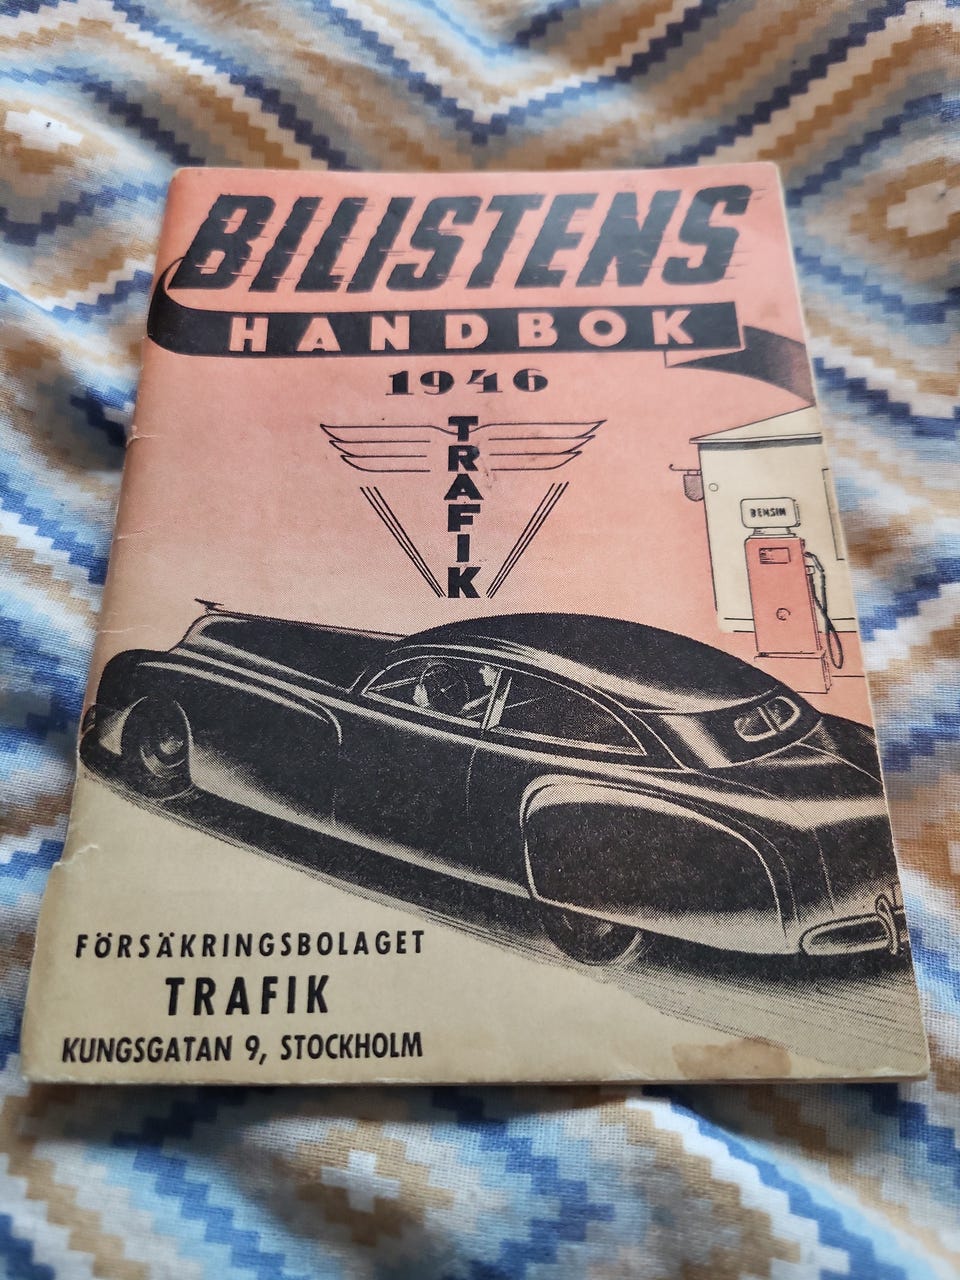 BILISTENS
HANDBOK
1946
TRAFIK
BENSIN
FÖRSÄKRINGSBOLAGET
TRAFIK
KUNGSGATAN 9, STOCKHOLM